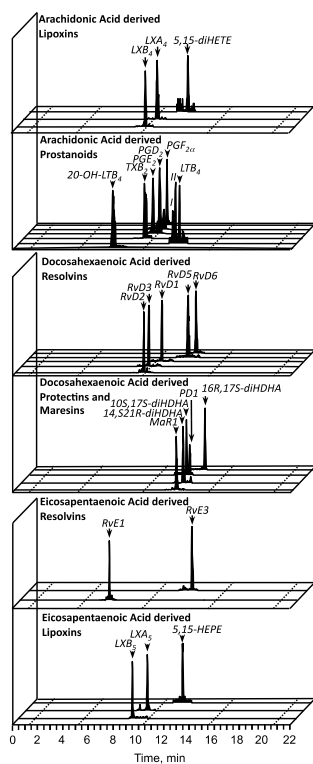 Arachidonic Acid derived
Lipoxins
LXB4
LXA4
5,15-diHETE
Arachidonic Acid derived
Prostanoids
20-OH-LTB4
TXB2
PGE2
PGD2
PGF2α
I
II
LTB4
Docosahexaenoic Acid derived
Resolvins
RvD2
RvD3
RvD1
RvD5
RvD6
Docosahexaenoic Acid derived
Protectins and
Maresins
PD1
16R,17S-diHDHA
10S,17S-diHDHA
14,S21R-diHDHA
MaR1
Eicosapentaenoic Acid derived
Resolvins
RvE1
RvE3
Eicosapentaenoic Acid derived
Lipoxins
LXB5
LXA5
5,15-HEPE
0 2 4 6 8 10 12 14 16 18 20 22
Time, min